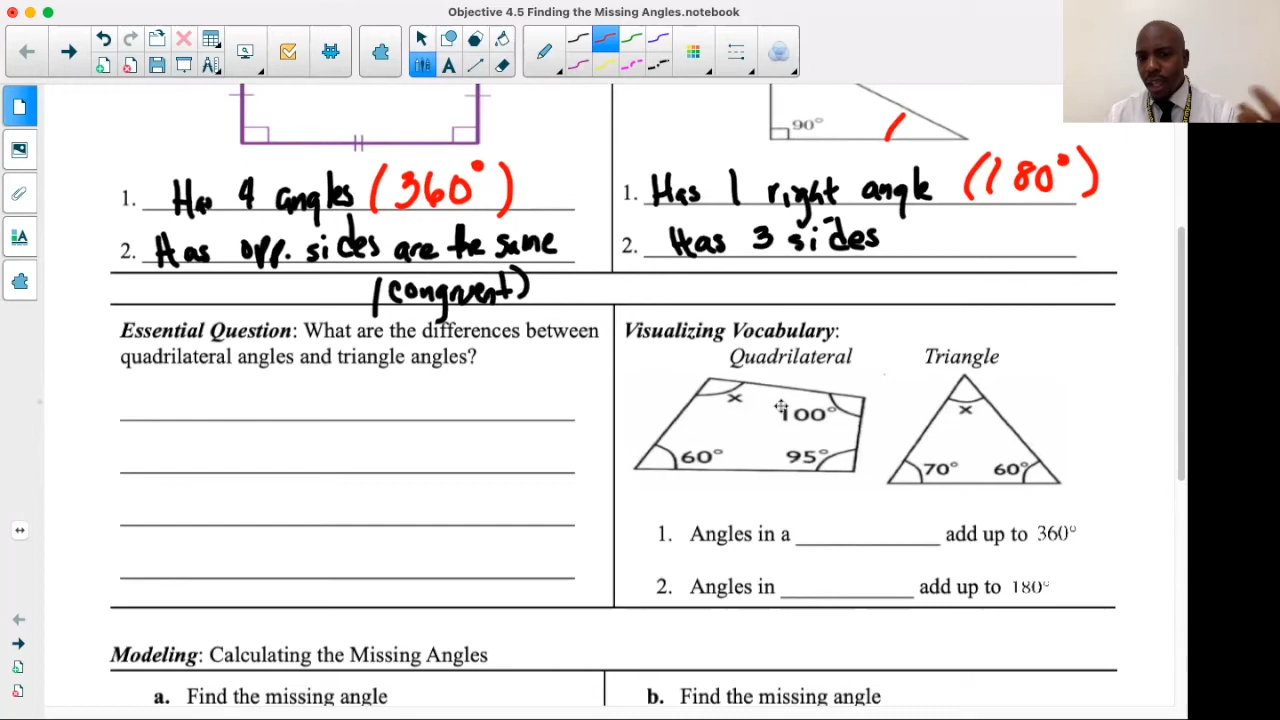 Objective 4.5 Finding the Missing Angles.notebook
90°
1. Has 4 angles (360°)
2. Has opp. sides are the same
(congruent)
1. Has 1 right angle (180°)
2. Has 3 sides
Essential Question: What are the differences between
quadrilateral angles and triangle angles?
Visualizing Vocabulary:
Quadrilateral Triangle
x
100°
60°
95°
x
70°
60°
1. Angles in a ____________ add up to 360°
2. Angles in ____________ add up to 180°
Modeling: Calculating the Missing Angles
a. Find the missing angle
b. Find the missing angle